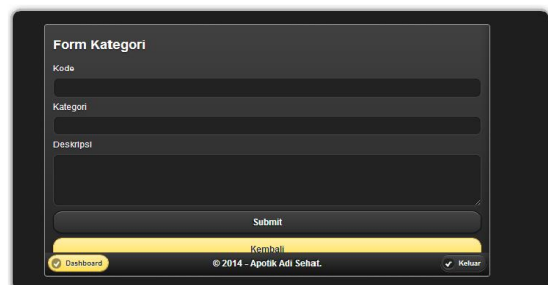 Form Kategori
Kode
Kategori
Deskripsi
Submit
Kembali
Dashboard
© 2014 - Apotik Adi Sehat.
Keluar